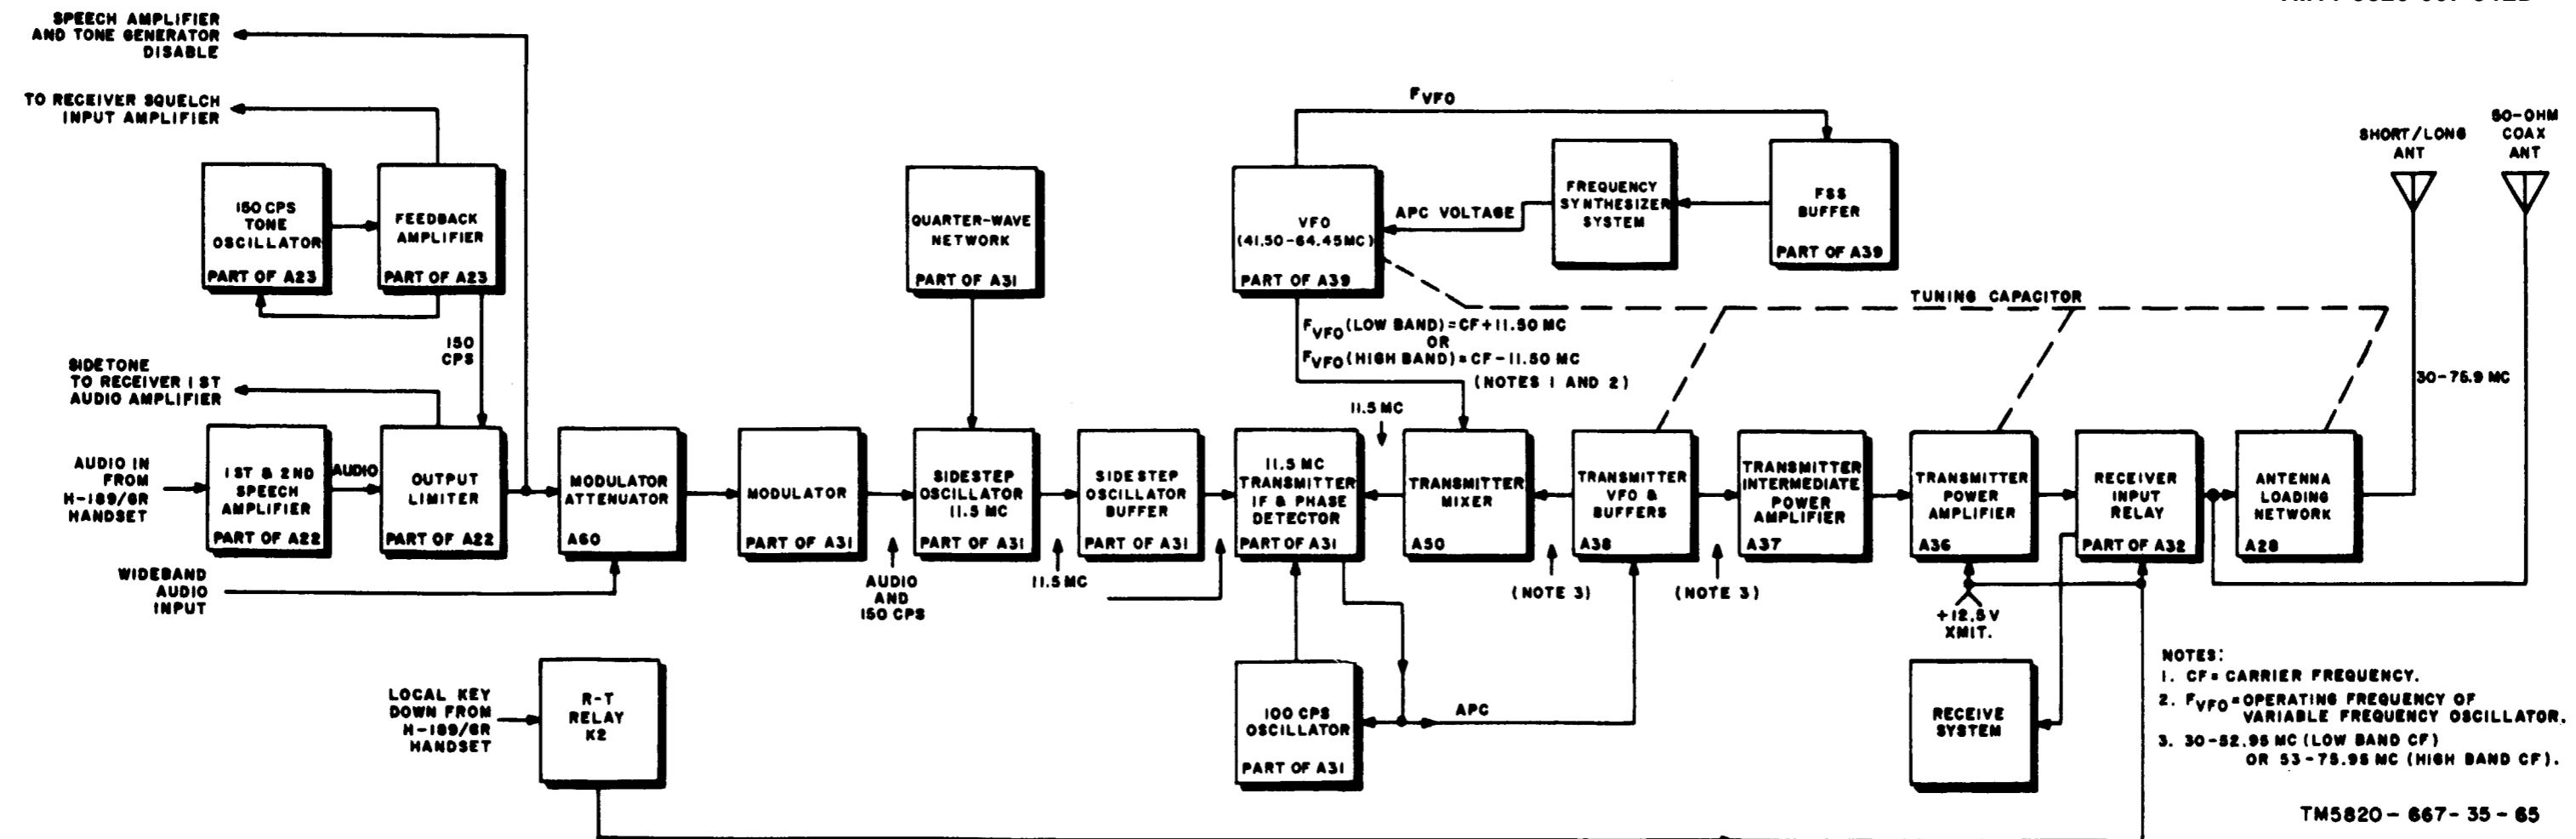 SPEECH AMPLIFIER
AND TONE GENERATOR
DISABLE
TO RECEIVER SQUELCH
INPUT AMPLIFIER
150 CPS
TONE
OSCILLATOR
PART OF A23
FEEDBACK
AMPLIFIER
PART OF A23
150
CPS
SIDETONE
TO RECEIVER 1 ST
AUDIO AMPLIFIER
AUDIO IN
FROM
H-189/GR
HANDSET
1ST & 2ND
SPEECH
AMPLIFIER
PART OF A22
AUDIO
OUTPUT
LIMITER
PART OF A22
WIDEBAND
AUDIO
INPUT
MODULATOR
ATTENUATOR
A60
MODULATOR
PART OF A31
AUDIO
AND
150 CPS
QUARTER-WAVE
NETWORK
PART OF A31
SIDESTEP
OSCILLATOR
11.5 MC
PART OF A31
11.5 MC
SIDESTEP
OSCILLATOR
BUFFER
PART OF A31
11.5 MC
TRANSMITTER
IF & PHASE
DETECTOR
PART OF A31
11.5 MC
100 CPS
OSCILLATOR
PART OF A31
APC
FVFO
VFO
(41.50-64.45MC)
PART OF A39
APC VOLTAGE
FREQUENCY
SYNTHESIZER
SYSTEM
FSS
BUFFER
PART OF A39
FVFO (LOW BAND)=CF+11.50 MC
OR
FVFO (HIGH BAND)=CF-11.50 MC
(NOTES 1 AND 2)
TUNING CAPACITOR
TRANSMITTER
MIXER
A50
(NOTE 3)
TRANSMITTER
VFO &
BUFFERS
A38
(NOTE 3)
TRANSMITTER
INTERMEDIATE
POWER
AMPLIFIER
A37
TRANSMITTER
POWER
AMPLIFIER
A36
+12.5V
XMIT.
RECEIVER
INPUT
RELAY
PART OF A32
ANTENNA
LOADING
NETWORK
A28
SHORT/LONG
ANT
50-OHM
COAX
ANT
30-75.9 MC
RECEIVE
SYSTEM
LOCAL KEY
DOWN FROM
H-189/GR
HANDSET
R-T
RELAY
K2
NOTES:
1. CF= CARRIER FREQUENCY.
2. FVFO=OPERATING FREQUENCY OF
VARIABLE FREQUENCY OSCILLATOR.
3. 30-52.95 MC (LOW BAND CF)
OR 53-75.95 MC (HIGH BAND CF).
TM5820-667-35-65